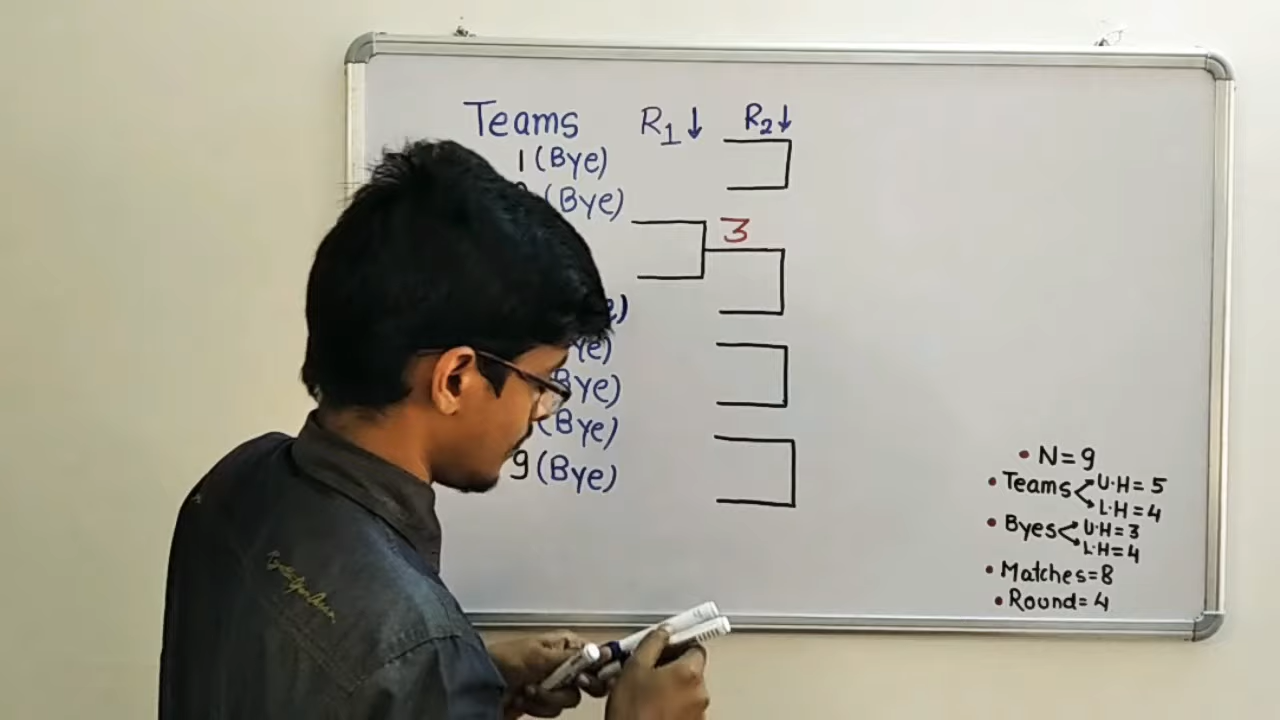 Teams R1↓ R2↓
1 (Bye)
(Bye)
3
(Bye)
(Bye)
9 (Bye)
• N=9
• Teams U·H=5
L·H=4
• Byes U·H=3
L·H=4
• Matches=8
• Round=4